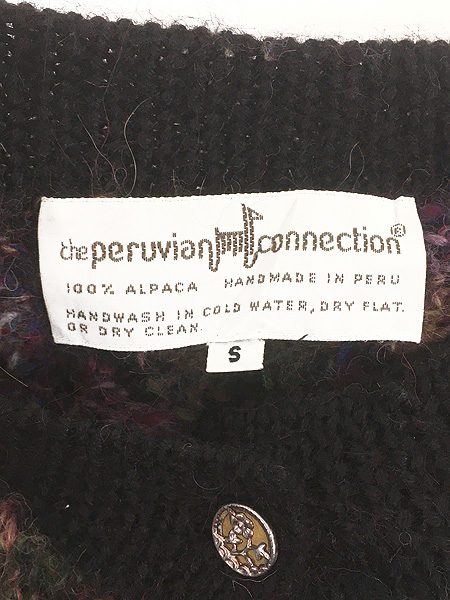 the peruvian connection®
100% ALPACA HANDMADE IN PERU
HANDWASH IN COLD WATER, DRY FLAT.
OR DRY CLEAN.
S